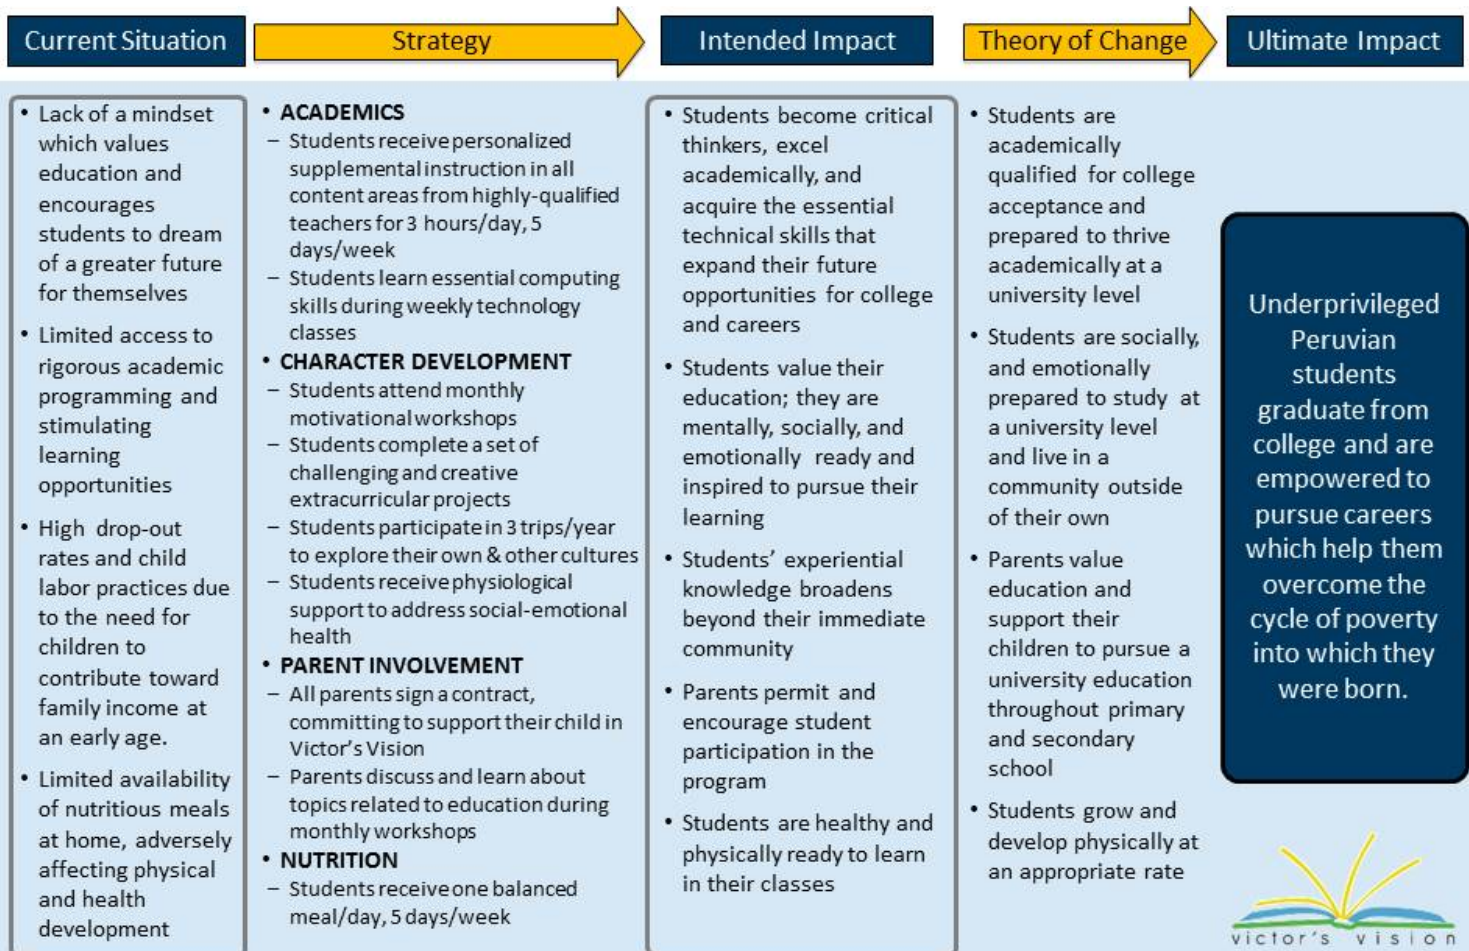 Current Situation
Strategy
Intended Impact
Theory of Change
Ultimate Impact
• Lack of a mindset
which values
education and
encourages
students to dream
of a greater future
for themselves
• Limited access to
rigorous academic
programming and
stimulating
learning
opportunities
• High drop-out
rates and child
labor practices due
to the need for
children to
contribute toward
family income at
an early age.
• Limited availability
of nutritious meals
at home, adversely
affecting physical
and health
development
• ACADEMICS
– Students receive personalized
supplemental instruction in all
content areas from highly-qualified
teachers for 3 hours/day, 5
days/week
– Students learn essential computing
skills during weekly technology
classes
• CHARACTER DEVELOPMENT
– Students attend monthly
motivational workshops
– Students complete a set of
challenging and creative
extracurricular projects
– Students participate in 3 trips/year
to explore their own & other cultures
– Students receive physiological
support to address social-emotional
health
• PARENT INVOLVEMENT
– All parents sign a contract,
committing to support their child in
Victor's Vision
– Parents discuss and learn about
topics related to education during
monthly workshops
• NUTRITION
– Students receive one balanced
meal/day, 5 days/week
• Students become critical
thinkers, excel
academically, and
acquire the essential
technical skills that
expand their future
opportunities for college
and careers
• Students value their
education; they are
mentally, socially, and
emotionally ready and
inspired to pursue their
learning
• Students' experiential
knowledge broadens
beyond their immediate
community
• Parents permit and
encourage student
participation in the
program
• Students are healthy and
physically ready to learn
in their classes
• Students are
academically
qualified for college
acceptance and
prepared to thrive
academically at a
university level
• Students are socially,
and emotionally
prepared to study at
a university level
and live in a
community outside
of their own
• Parents value
education and
support their
children to pursue a
university education
throughout primary
and secondary
school
• Students grow and
develop physically at
an appropriate rate
Underprivileged
Peruvian
students
graduate from
college and are
empowered to
pursue careers
which help them
overcome the
cycle of poverty
into which they
were born.
victor's vision